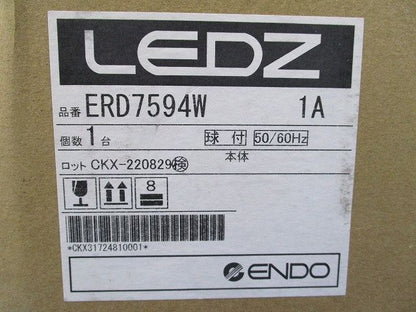 LEDZ
品番 ERD7594W 1A
個数 1台 球付 50/60Hz
ロット CKX-220829 検 本体
8
*CKX31724810001*
ENDO